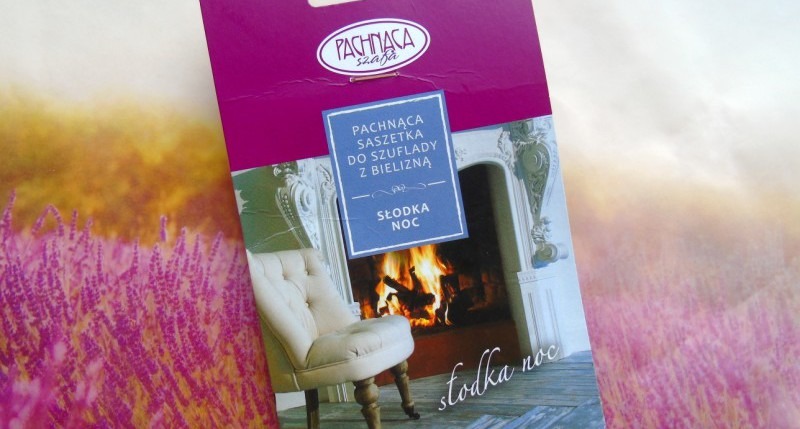 PACHNĄCA
szafa
PACHNĄCA
SASZETKA
DO SZUFLADY
Z BIELIZNĄ
SŁODKA
NOC
słodka noc